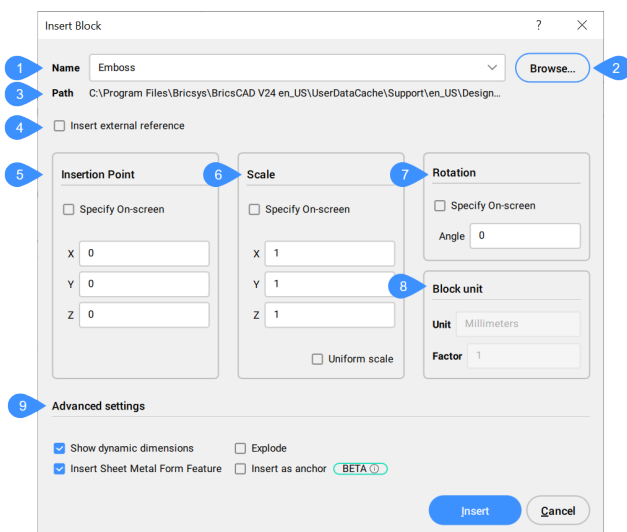 Insert Block ?
1 Name Emboss Browse... 2
3 Path C:\Program Files\Bricsys\BricsCAD V24 en_US\UserDataCache\Support\en_US\Design...
4 Insert external reference
5 Insertion Point 6 Scale 7 Rotation
Specify On-screen Specify On-screen Specify On-screen
Angle 0
X 0 X 1
Y 0 Y 1 8 Block unit
Z 0 Z 1 Unit Millimeters
Uniform scale Factor 1
9 Advanced settings
Show dynamic dimensions Explode
Insert Sheet Metal Form Feature Insert as anchor BETA
Insert Cancel